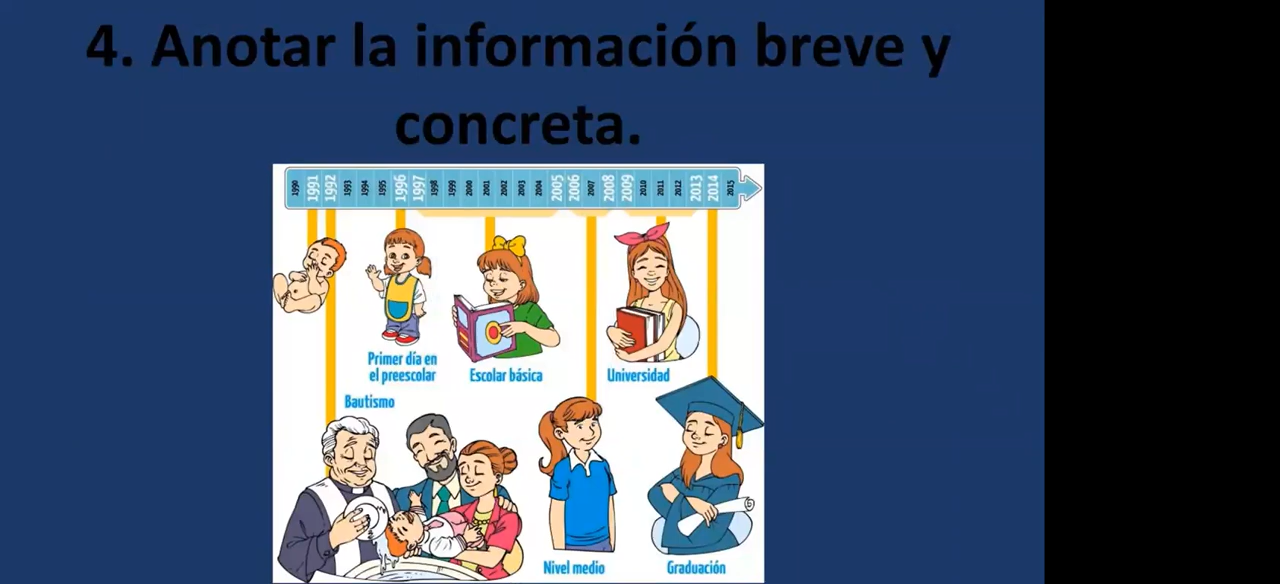 4. Anotar la información breve y
concreta.
1990 1991 1992 1993 1994 1995 1996 1997 1998 1999 2000 2001 2002 2003 2004 2005 2006 2007 2008 2009 2010 2011 2012 2013 2014 2015
Primer día en
el preescolar
Escolar básica
Universidad
Bautismo
Nivel medio
Graduación